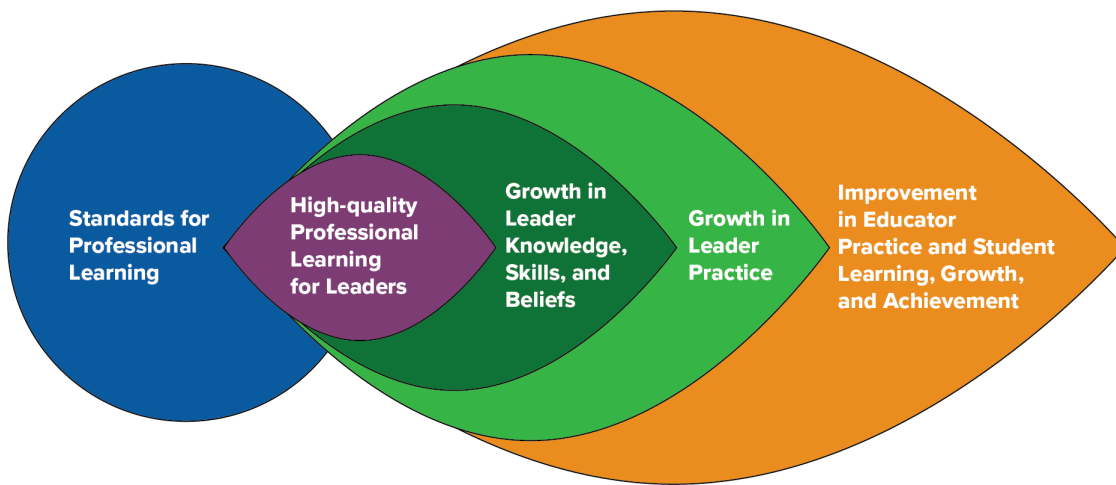 Standards for
Professional
Learning
High-quality
Professional
Learning
for Leaders
Growth in
Leader
Knowledge,
Skills, and
Beliefs
Growth in
Leader
Practice
Improvement
in Educator
Practice and Student
Learning, Growth,
and Achievement